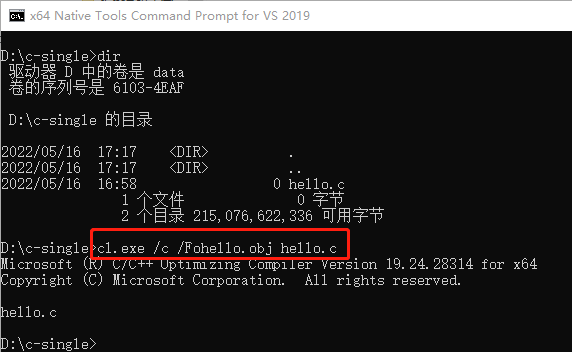 x64 Native Tools Command Prompt for VS 2019
D:\c-single>dir
驱动器 D 中的卷是 data
卷的序列号是 6103-4EAF
D:\c-single 的目录
2022/05/16 17:17 <DIR> .
2022/05/16 17:17 <DIR> ..
2022/05/16 16:58 0 hello.c
1 个文件 0 字节
2 个目录 215,076,622,336 可用字节
D:\c-single>cl.exe /c /Fohello.obj hello.c
Microsoft (R) C/C++ Optimizing Compiler Version 19.24.28314 for x64
Copyright (C) Microsoft Corporation. All rights reserved.
hello.c
D:\c-single>